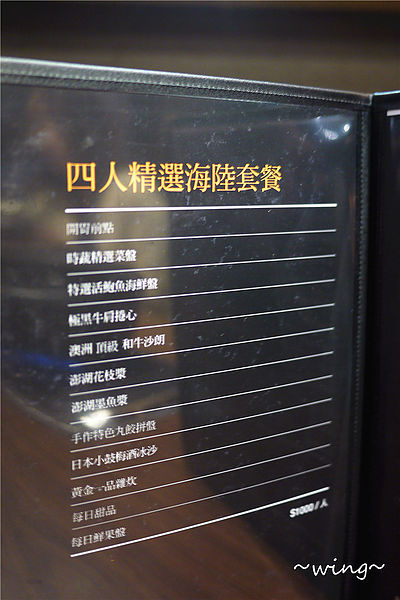 四人精選海陸套餐
開胃前點
時蔬精選菜盤
特選活鮑魚海鮮盤
極黑牛肩捲心
澳洲 頂級 和牛沙朗
澎湖花枝漿
澎湖墨魚漿
手作特色丸餃拼盤
日本小鼓梅酒冰沙
黃金一品雜炊
每日甜品
每日鮮果盤
$1000 / 人
~wing~